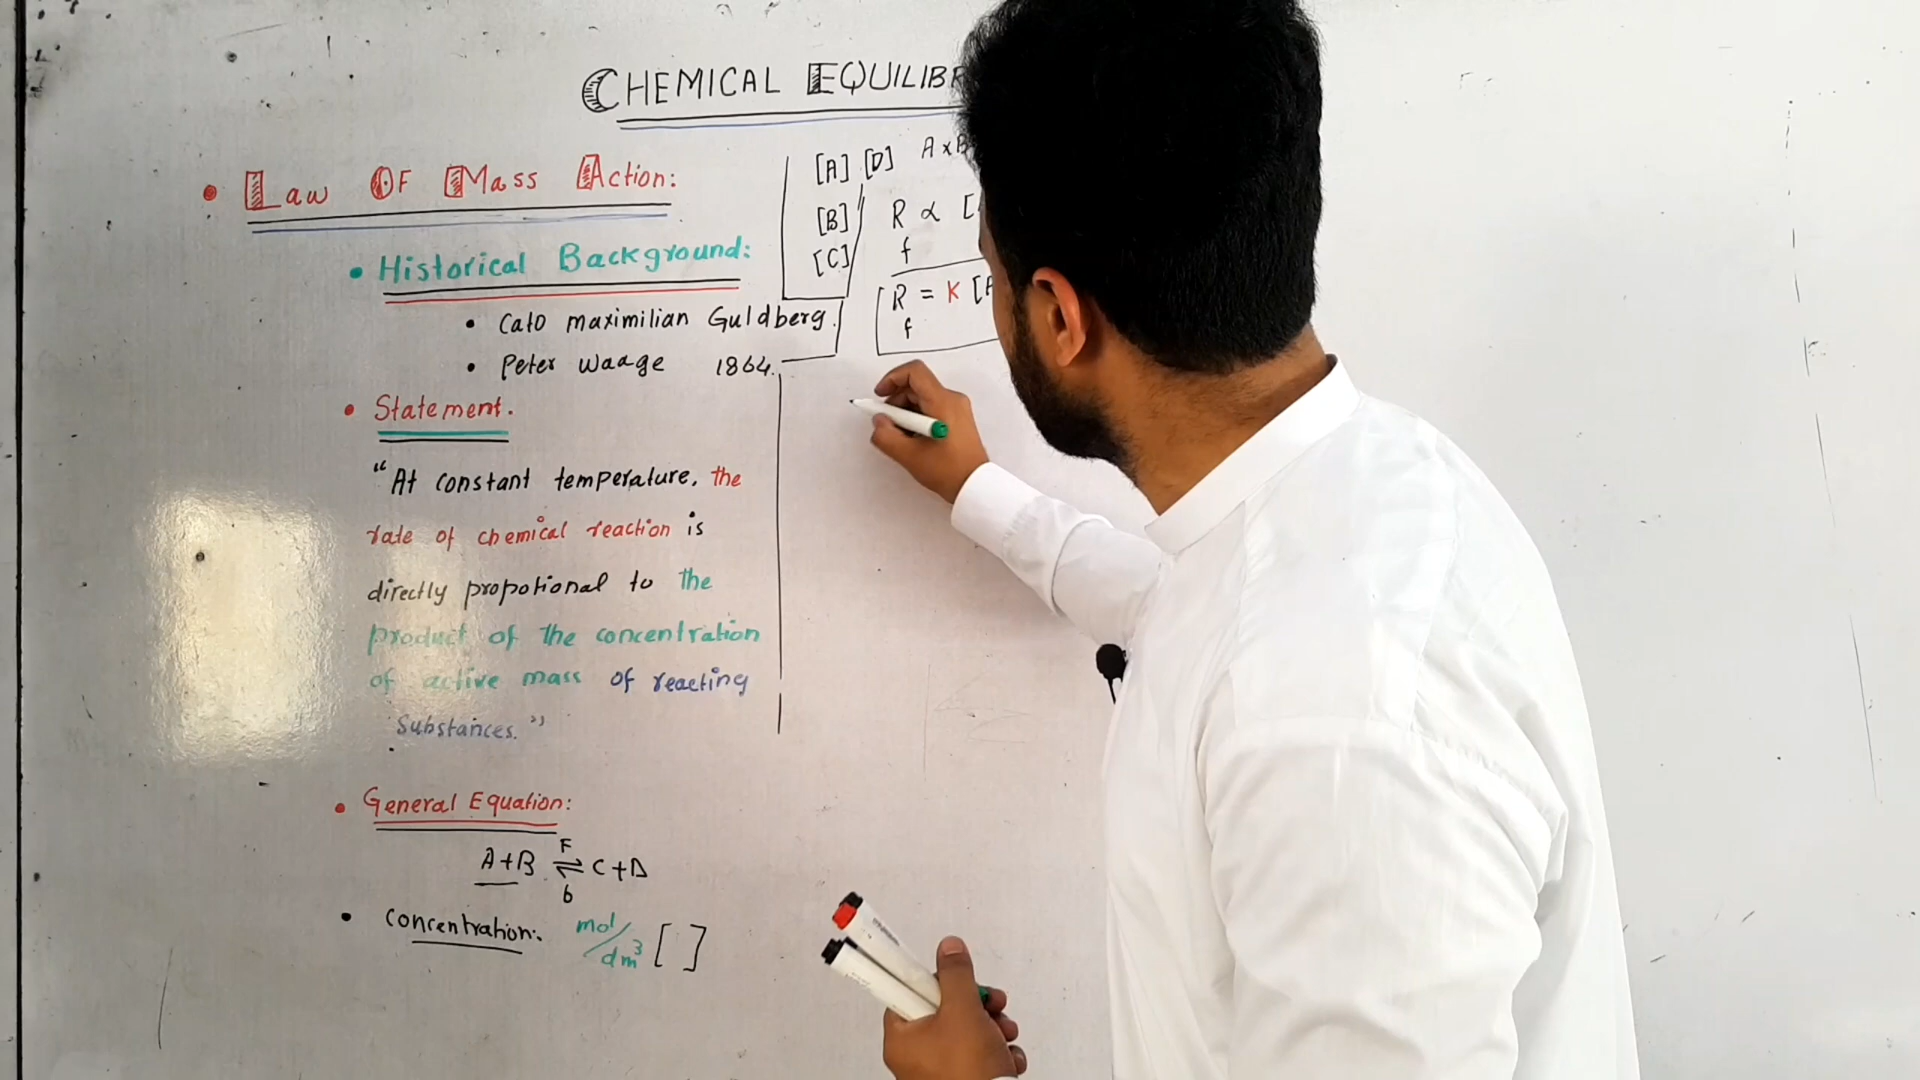 CHEMICAL EQUILIBR
• Law Of Mass Action:
• Historical Background:
• Cato maximilian Guldberg.
• Peter waage 1864.
• Statement.
"At constant temperature, the
rate of chemical reaction is
directly propotional to the
product of the concentration
of active mass of reacting
Substances."
• General Equation:
A+B F ⇌ b C+D
• Concentration: mol/dm³ [ ]
[A] [D] A×B
[B] R ∝ [
[C] f
R = K [A
f